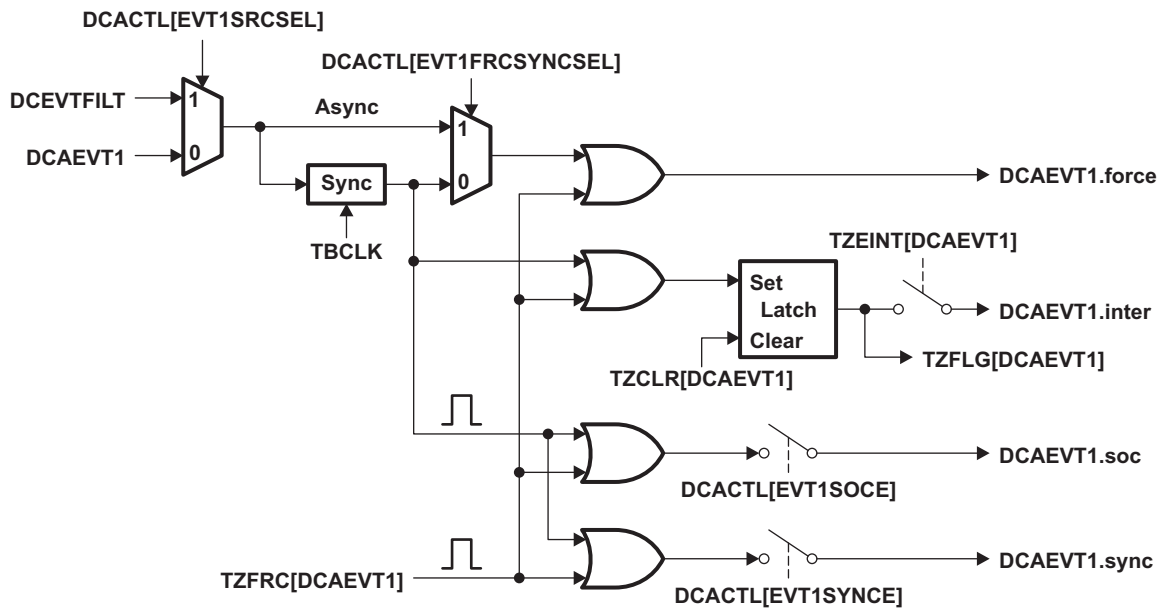 DCACTL[EVT1SRCSEL]
DCACTL[EVT1FRCSYNCSEL]
DCEVTFILT
1
Async
1
DCAEVT1
0
Sync
0
DCAEVT1.force
TBCLK
TZEINT[DCAEVT1]
Set
Latch
DCAEVT1.inter
Clear
TZFLG[DCAEVT1]
TZCLR[DCAEVT1]
DCAEVT1.soc
DCACTL[EVT1SOCE]
DCAEVT1.sync
TZFRC[DCAEVT1]
DCACTL[EVT1SYNCE]